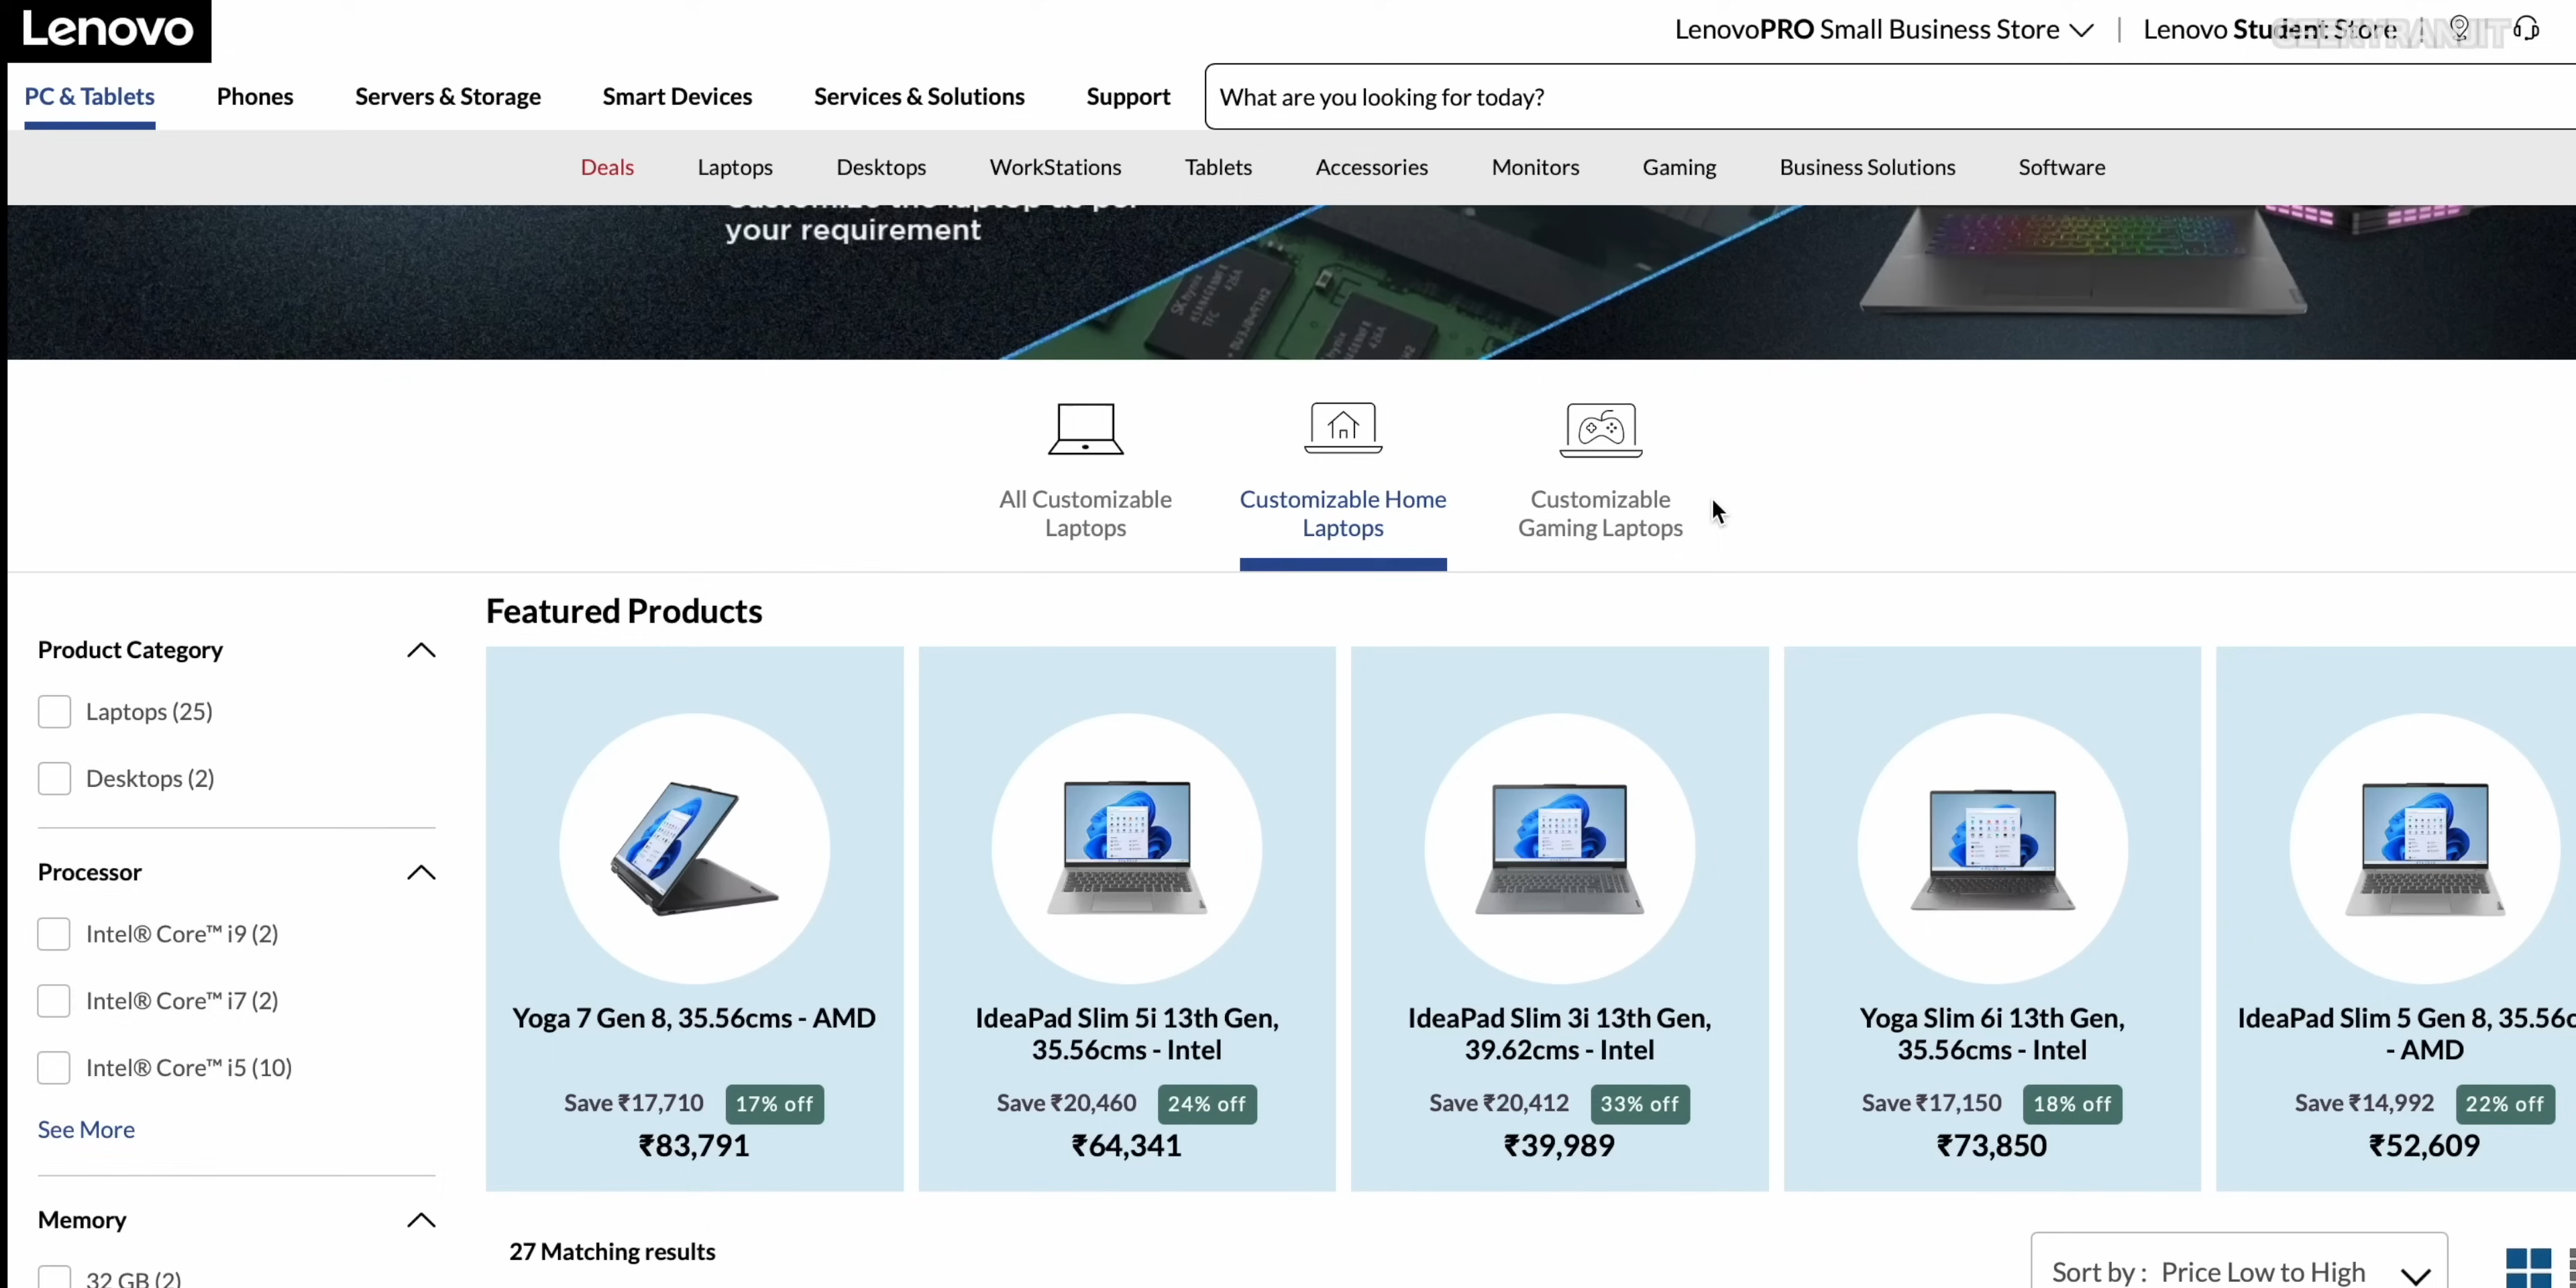 Lenovo
LenovoPRO Small Business Store | Lenovo Student Store
GEEKYRANJIT
PC & Tablets Phones Servers & Storage Smart Devices Services & Solutions Support What are you looking for today?
Deals Laptops Desktops WorkStations Tablets Accessories Monitors Gaming Business Solutions Software
your requirement
SK hynix
TFC
426A
All Customizable
Laptops
Customizable Home
Laptops
Customizable
Gaming Laptops
Featured Products
Product Category
Laptops (25)
Desktops (2)
Processor
Intel® Core™ i9 (2)
Intel® Core™ i7 (2)
Intel® Core™ i5 (10)
See More
Memory
32 GB (2)
Yoga 7 Gen 8, 35.56cms - AMD
Save ₹17,710 17% off
₹83,791
IdeaPad Slim 5i 13th Gen,
35.56cms - Intel
Save ₹20,460 24% off
₹64,341
IdeaPad Slim 3i 13th Gen,
39.62cms - Intel
Save ₹20,412 33% off
₹39,989
Yoga Slim 6i 13th Gen,
35.56cms - Intel
Save ₹17,150 18% off
₹73,850
IdeaPad Slim 5 Gen 8, 35.56c
- AMD
Save ₹14,992 22% off
₹52,609
27 Matching results
Sort by : Price Low to High